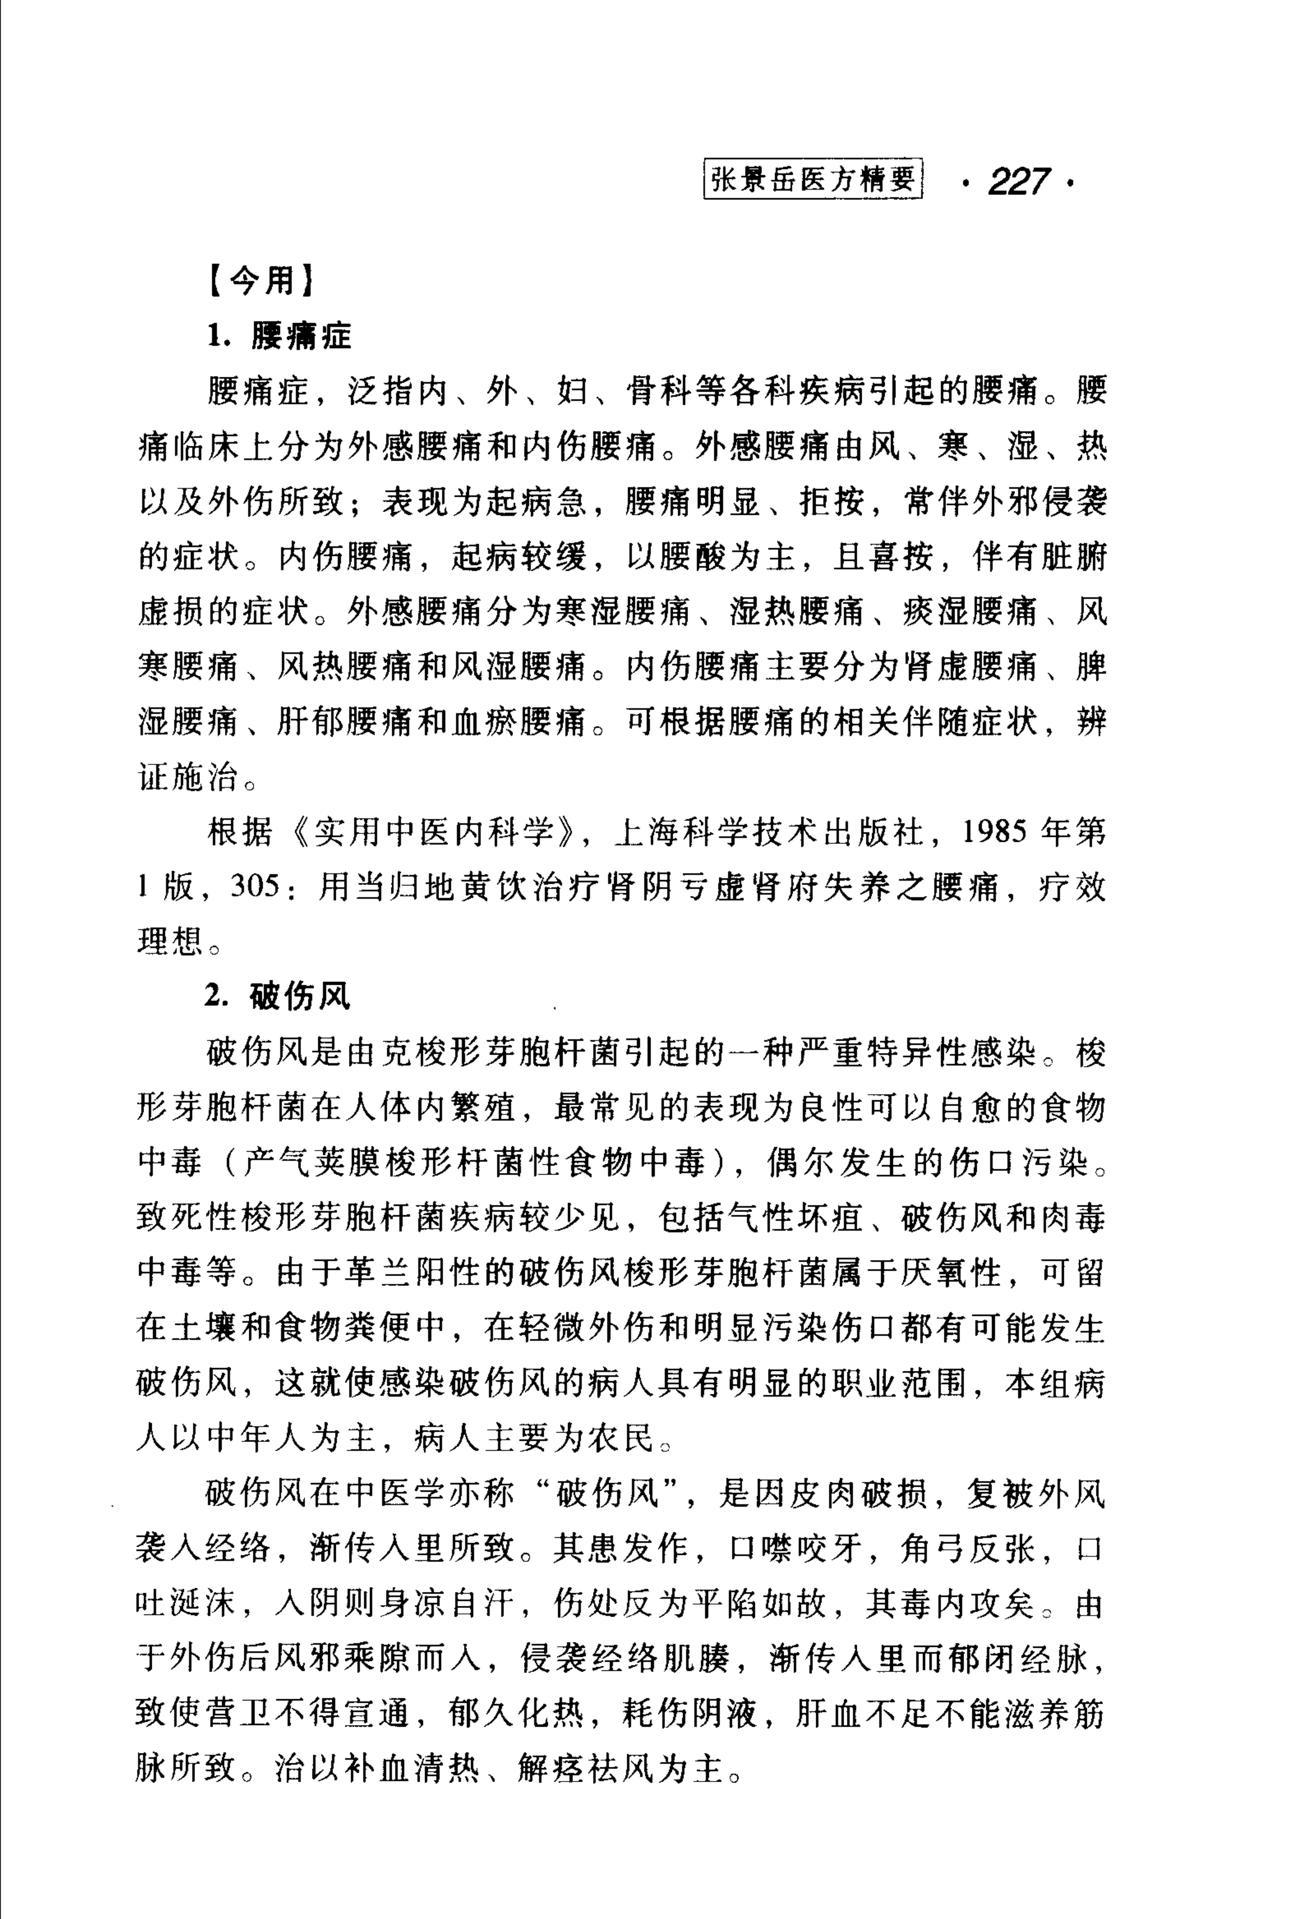 张景岳医方精要 · 227 ·
【今用】
1. 腰痛症
腰痛症，泛指内、外、妇、骨科等各科疾病引起的腰痛。腰
痛临床上分为外感腰痛和内伤腰痛。外感腰痛由风、寒、湿、热
以及外伤所致；表现为起病急，腰痛明显、拒按，常伴外邪侵袭
的症状。内伤腰痛，起病较缓，以腰酸为主，且喜按，伴有脏腑
虚损的症状。外感腰痛分为寒湿腰痛、湿热腰痛、痰湿腰痛、风
寒腰痛、风热腰痛和风湿腰痛。内伤腰痛主要分为肾虚腰痛、脾
湿腰痛、肝郁腰痛和血瘀腰痛。可根据腰痛的相关伴随症状，辨
证施治。
根据《实用中医内科学》，上海科学技术出版社，1985 年第
1 版，305：用当归地黄饮治疗肾阴亏虚肾府失养之腰痛，疗效
理想。
2. 破伤风
破伤风是由克梭形芽胞杆菌引起的一种严重特异性感染。梭
形芽胞杆菌在人体内繁殖，最常见的表现为良性可以自愈的食物
中毒（产气荚膜梭形杆菌性食物中毒），偶尔发生的伤口污染。
致死性梭形芽胞杆菌疾病较少见，包括气性坏疽、破伤风和肉毒
中毒等。由于革兰阳性的破伤风梭形芽胞杆菌属于厌氧性，可留
在土壤和食物粪便中，在轻微外伤和明显污染伤口都有可能发生
破伤风，这就使感染破伤风的病人具有明显的职业范围，本组病
人以中年人为主，病人主要为农民。
破伤风在中医学亦称“破伤风”，是因皮肉破损，复被外风
袭入经络，渐传入里所致。其患发作，口噤咬牙，角弓反张，口
吐涎沫，入阴则身凉自汗，伤处反为平陷如故，其毒内攻矣。由
于外伤后风邪乘隙而入，侵袭经络肌腠，渐传入里而郁闭经脉，
致使营卫不得宣通，郁久化热，耗伤阴液，肝血不足不能滋养筋
脉所致。治以补血清热、解痉祛风为主。